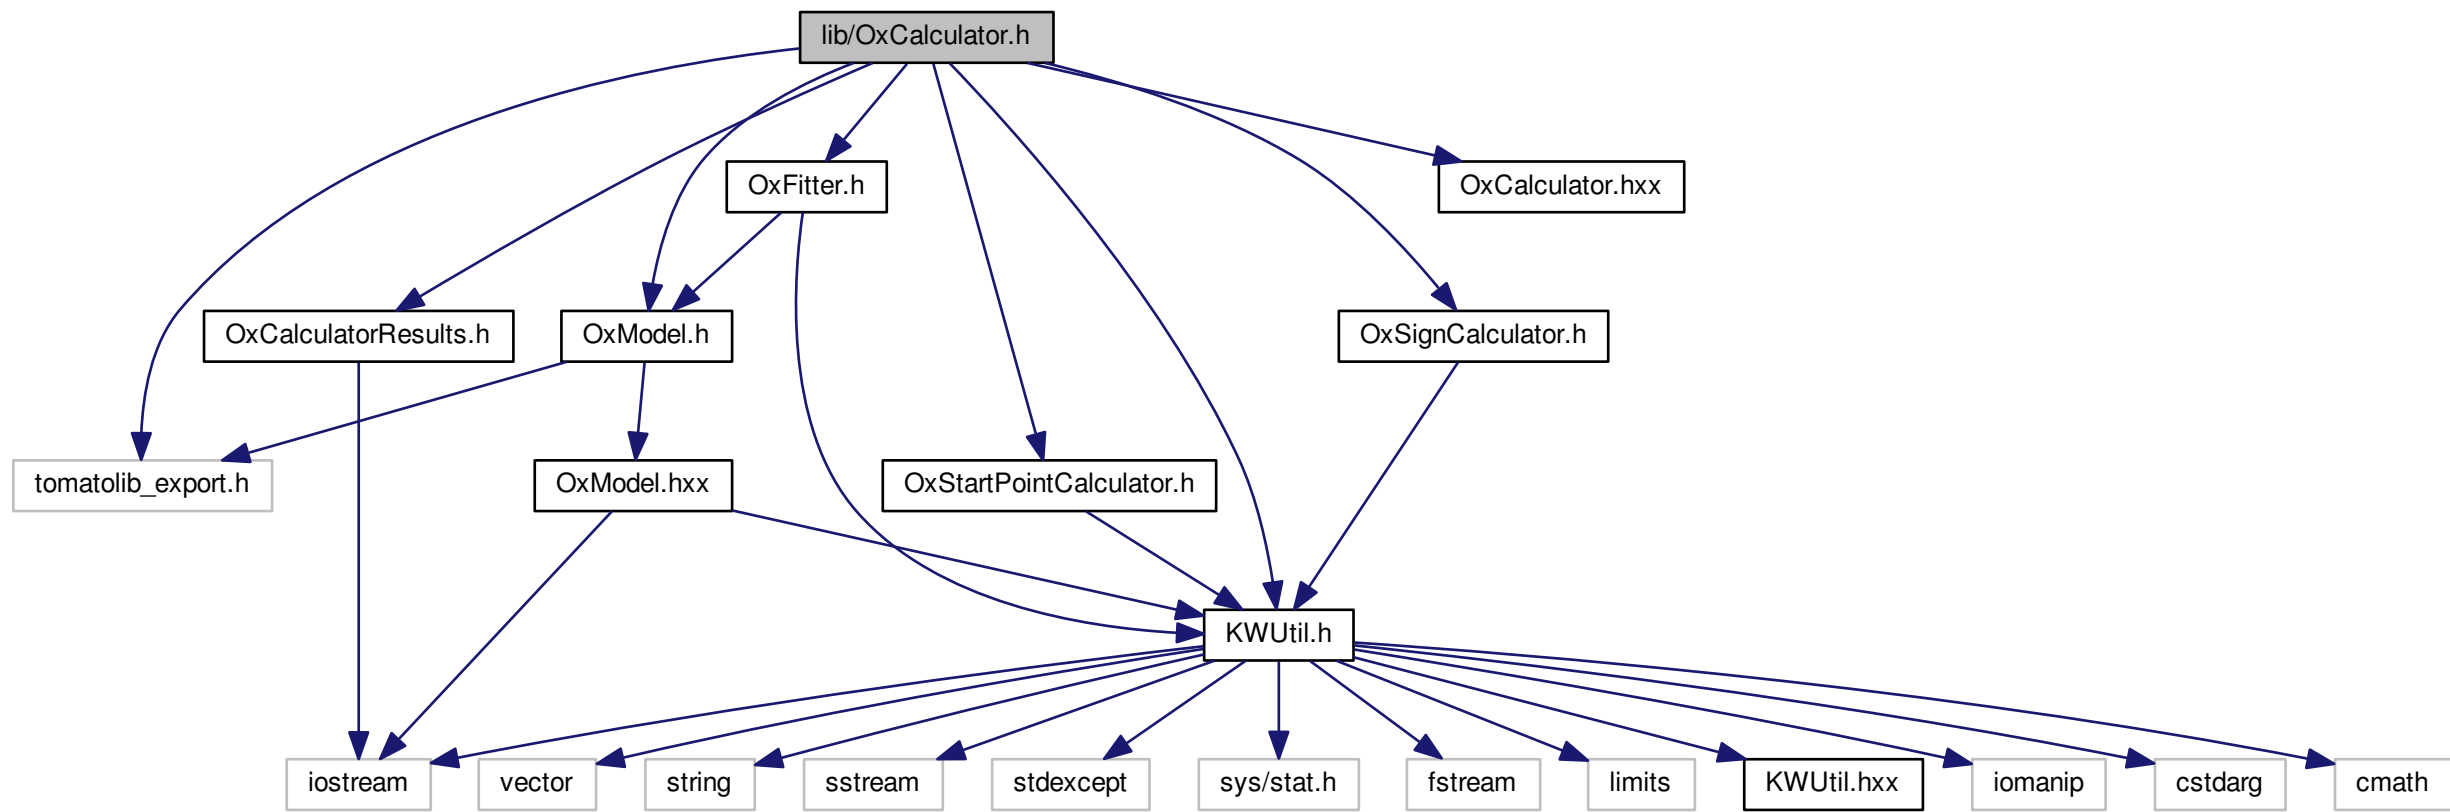 lib/OxCalculator.h
OxFitter.h
OxCalculator.hxx
OxCalculatorResults.h
OxModel.h
OxSignCalculator.h
tomatolib_export.h
OxModel.hxx
OxStartPointCalculator.h
KWUtil.h
iostream
vector
string
sstream
stdexcept
sys/stat.h
fstream
limits
KWUtil.hxx
iomanip
cstdarg
cmath